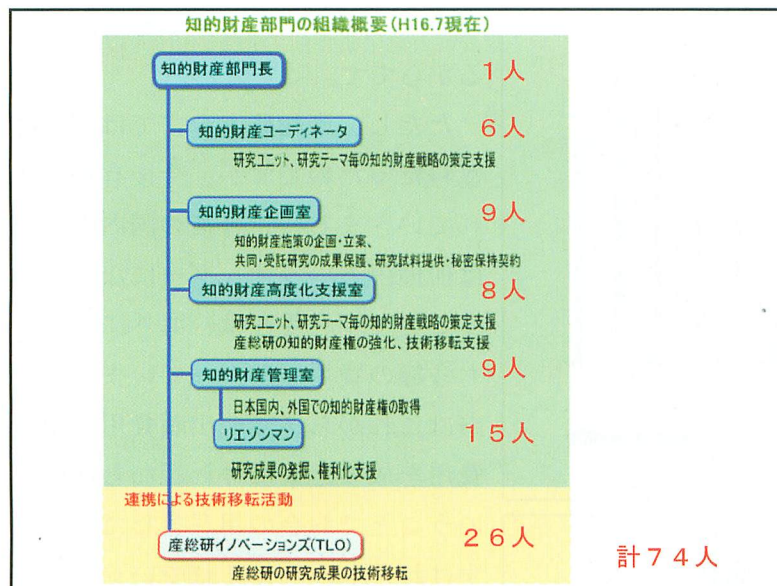 知的財産部門の組織概要(H16.7現在)
知的財産部門長 1人
知的財産コーディネータ 6人
研究ユニット、研究テーマ毎の知的財産戦略の策定支援
知的財産企画室 9人
知的財産施策の企画・立案、
共同・受託研究の成果保護、研究試料提供・秘密保持契約
知的財産高度化支援室 8人
研究ユニット、研究テーマ毎の知的財産戦略の策定支援
産総研の知的財産権の強化、技術移転支援
知的財産管理室 9人
日本国内、外国での知的財産権の取得
リエゾンマン 15人
研究成果の発掘、権利化支援
連携による技術移転活動
産総研イノベーションズ(TLO) 26人
産総研の研究成果の技術移転
計74人